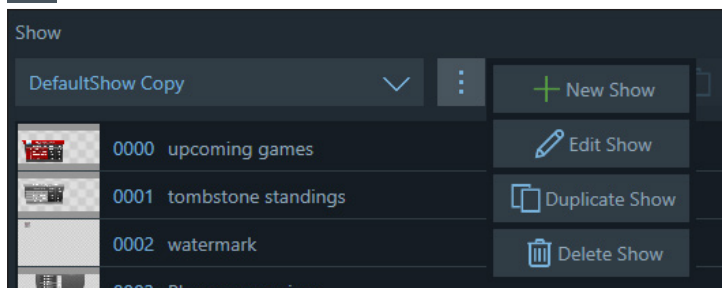 Show
DefaultShow Copy
New Show
Edit Show
Duplicate Show
Delete Show
0000 upcoming games
0001 tombstone standings
0002 watermark